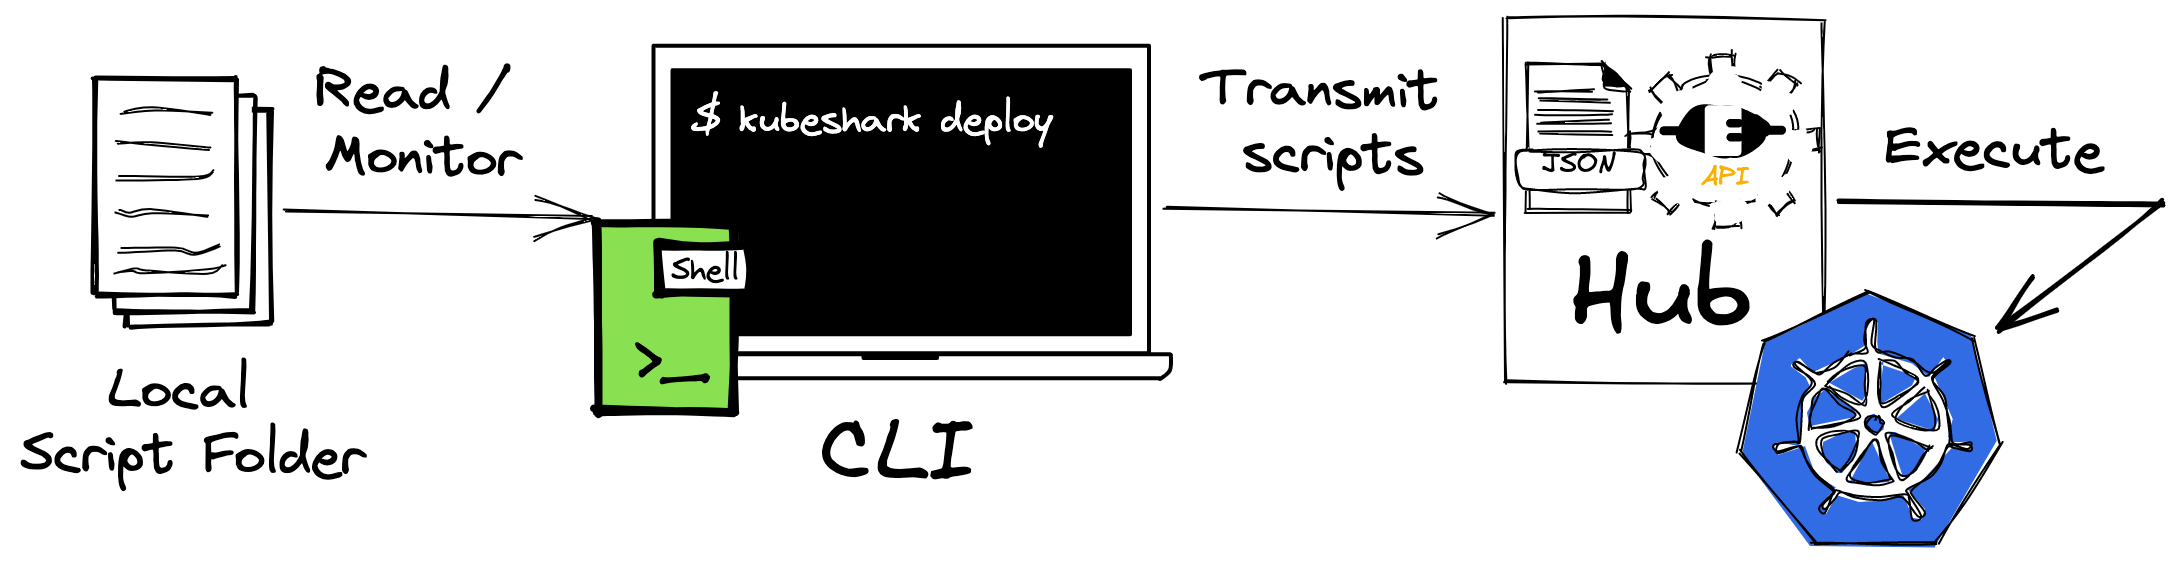 Read /
Monitor
Local
Script Folder
$ kubeshark deploy
Shell
>_
CLI
Transmit
scripts
JSON
API
Hub
Execute